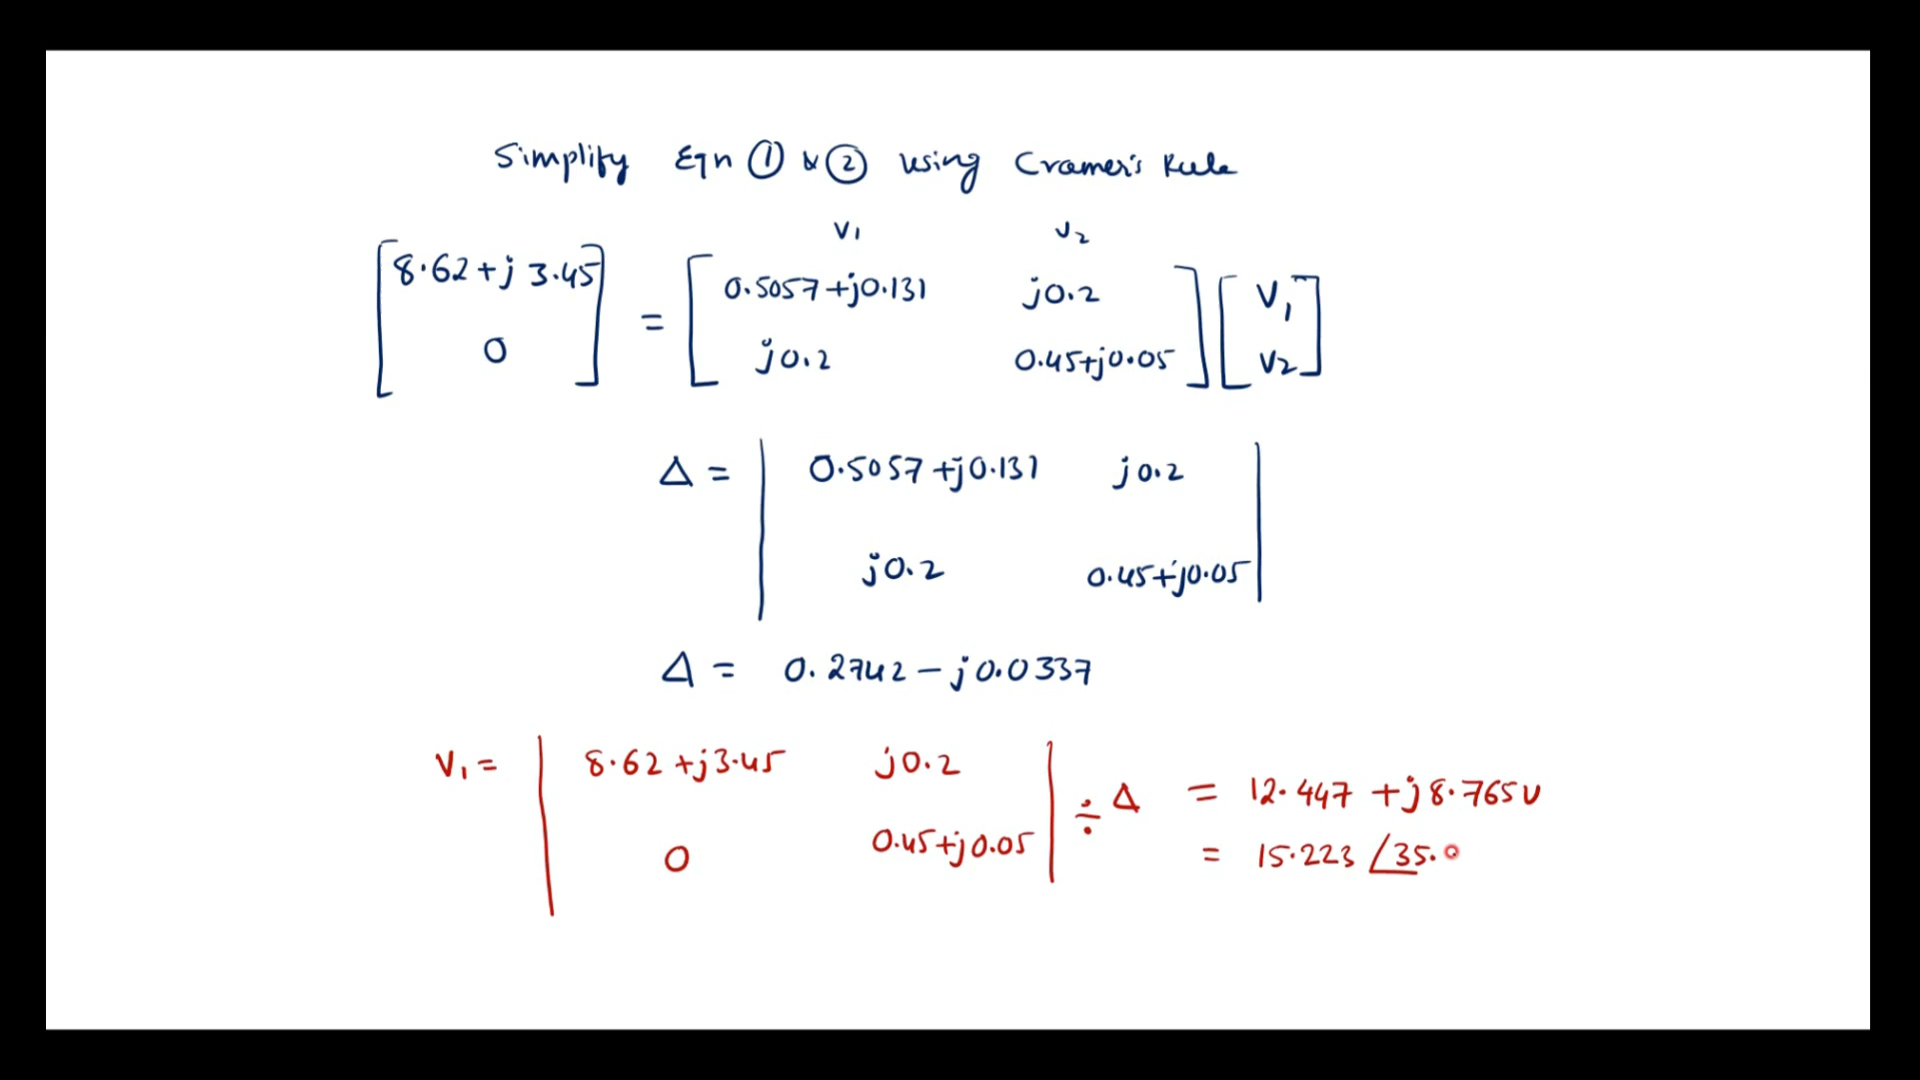 Simplify Eqn ① & ② using Cramer's Rule
V1 V2
[8.62+j3.45 = [0.5057+j0.131 j0.2 ] [V1
0] j0.2 0.45+j0.05] V2]
Δ = | 0.5057+j0.131 j0.2 |
j0.2 0.45+j0.05
Δ = 0.2742-j0.0337
V1 = | 8.62+j3.45 j0.2 | ÷ Δ = 12.447+j8.765V
0 0.45+j0.05 = 15.223 ∠35.